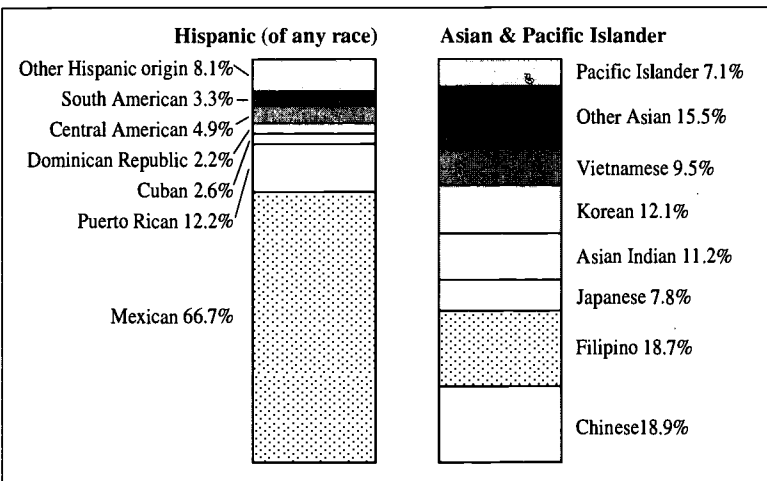 Hispanic (of any race)
Other Hispanic origin 8.1%
South American 3.3%
Central American 4.9%
Dominican Republic 2.2%
Cuban 2.6%
Puerto Rican 12.2%
Mexican 66.7%
Asian & Pacific Islander
Pacific Islander 7.1%
Other Asian 15.5%
Vietnamese 9.5%
Korean 12.1%
Asian Indian 11.2%
Japanese 7.8%
Filipino 18.7%
Chinese18.9%